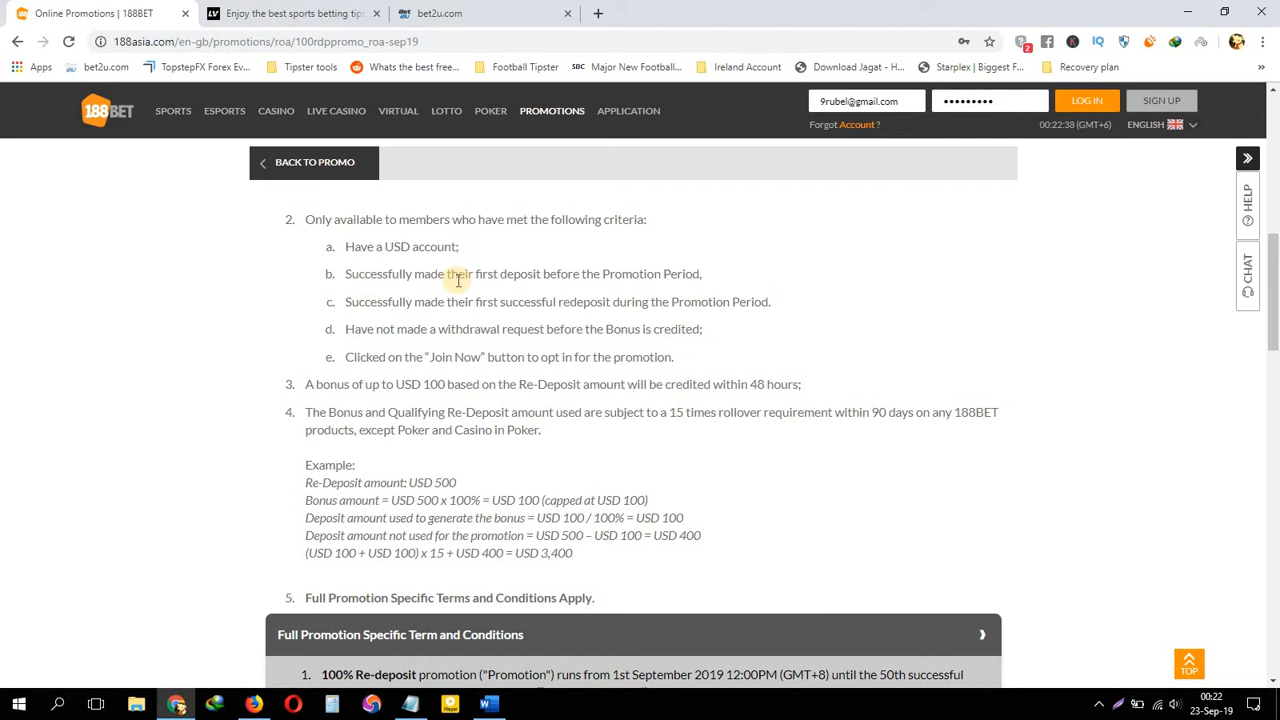 Online Promotions | 188BET
LV Enjoy the best sports betting tips
bet2u.com
188asia.com/en-gb/promotions/roa/100rdppromo_roa-sep19
2
Apps
bet2u.com
TopstepFX Forex Ev...
Tipster tools
Whats the best free...
Football Tipster
SBC Major New Football...
Ireland Account
Download Jagat - H...
Starplex | Biggest F...
Recovery plan
188BET
SPORTS
ESPORTS
CASINO
LIVE CASINO
VIRTUAL
LOTTO
POKER
PROMOTIONS
APPLICATION
9rubel@gmail.com
LOG IN
SIGN UP
Forgot Account ?
00:22:38 (GMT+6)
ENGLISH
BACK TO PROMO
HELP
CHAT
2. Only available to members who have met the following criteria:
a. Have a USD account;
b. Successfully made their first deposit before the Promotion Period,
c. Successfully made their first successful redeposit during the Promotion Period.
d. Have not made a withdrawal request before the Bonus is credited;
e. Clicked on the “Join Now” button to opt in for the promotion.
3. A bonus of up to USD 100 based on the Re-Deposit amount will be credited within 48 hours;
4. The Bonus and Qualifying Re-Deposit amount used are subject to a 15 times rollover requirement within 90 days on any 188BET
products, except Poker and Casino in Poker.
Example:
Re-Deposit amount: USD 500
Bonus amount = USD 500 x 100% = USD 100 (capped at USD 100)
Deposit amount used to generate the bonus = USD 100 / 100% = USD 100
Deposit amount not used for the promotion = USD 500 – USD 100 = USD 400
(USD 100 + USD 100) x 15 + USD 400 = USD 3,400
5. Full Promotion Specific Terms and Conditions Apply.
Full Promotion Specific Term and Conditions
1. 100% Re-deposit promotion ("Promotion") runs from 1st September 2019 12:00PM (GMT+8) until the 50th successful
TOP
00:22
23-Sep-19